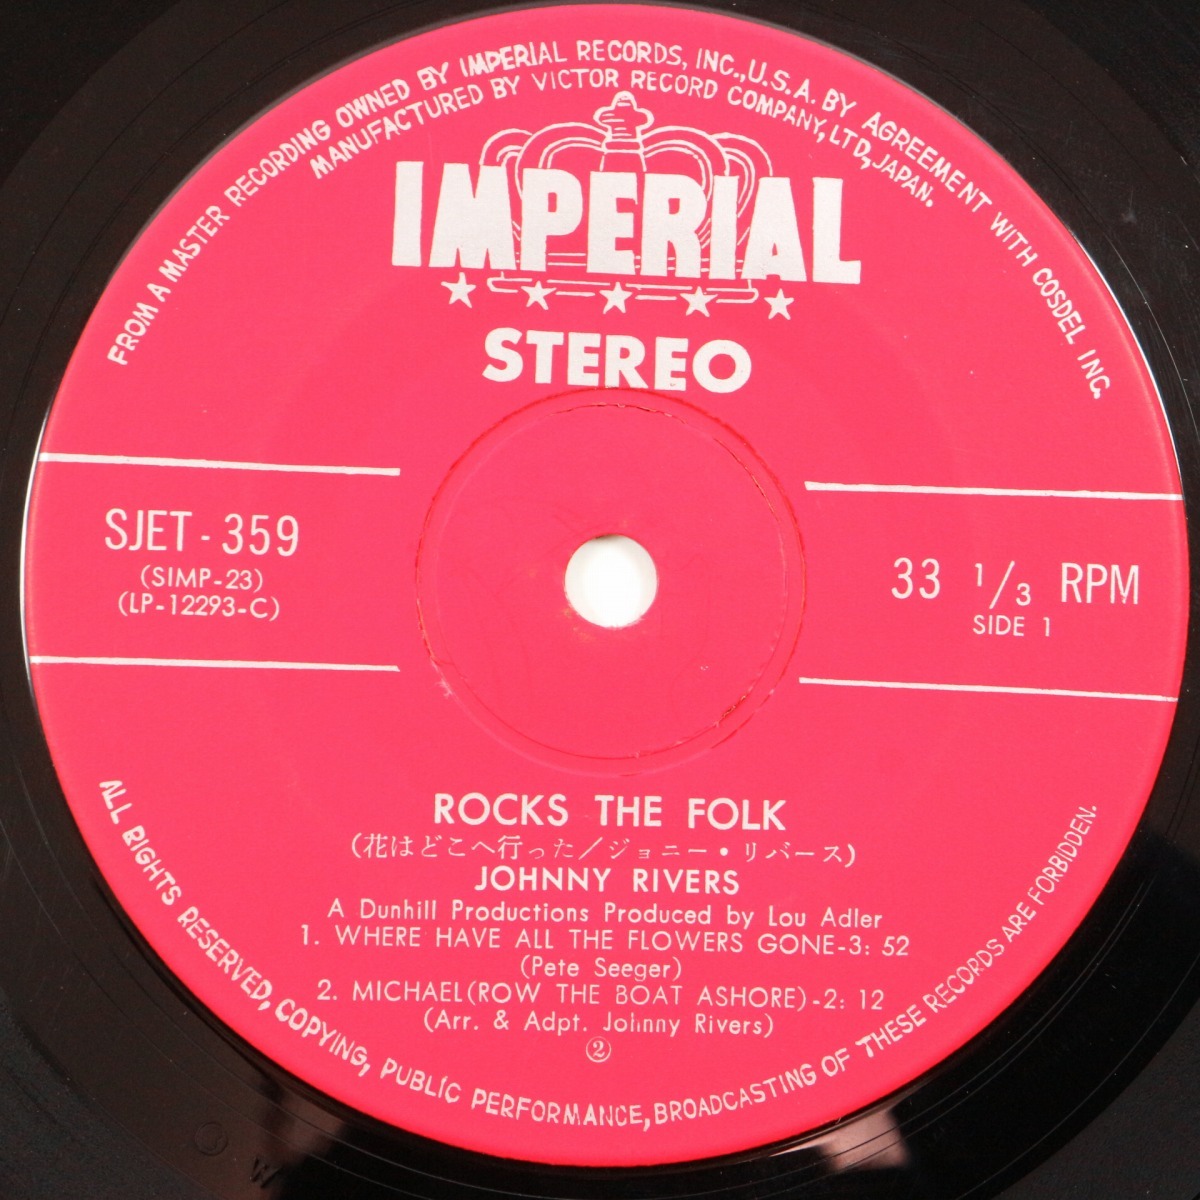 FROM A MASTER RECORDING OWNED BY IMPERIAL RECORDS, INC., U.S.A. BY AGREEMENT WITH COSDEL INC.
MANUFACTURED BY VICTOR RECORD COMPANY, LTD, JAPAN.
IMPERIAL
STEREO
SJET-359
(SIMP-23)
(LP-12293-C)
33 1/3 RPM
SIDE 1
ROCKS THE FOLK
(花はどこへ行った/ジョニー・リバース)
JOHNNY RIVERS
A Dunhill Productions Produced by Lou Adler
1. WHERE HAVE ALL THE FLOWERS GONE-3: 52
(Pete Seeger)
2. MICHAEL(ROW THE BOAT ASHORE)-2: 12
(Arr. & Adpt. Johnny Rivers)
②
ALL RIGHTS RESERVED, COPYING, PUBLIC PERFORMANCE, BROADCASTING OF THESE RECORDS ARE FORBIDDEN.